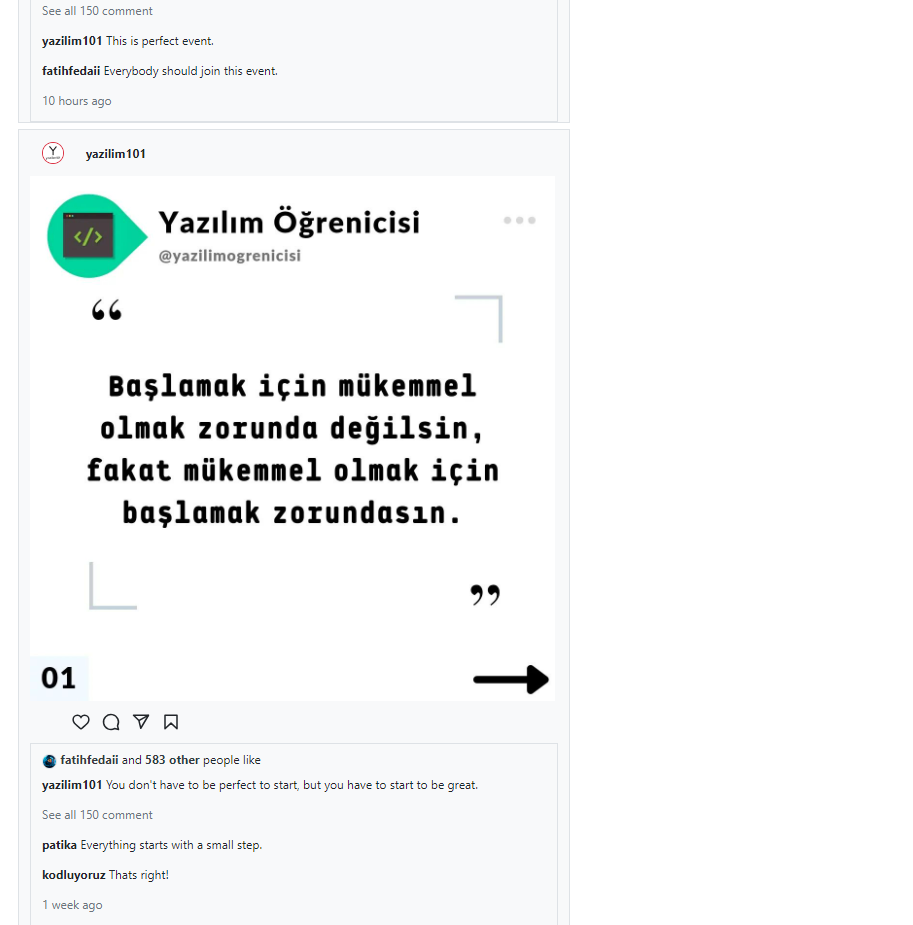 See all 150 comment
yazilim101 This is perfect event.
fatihfedaii Everybody should join this event.
10 hours ago
Y
yazilim101
</>
Yazılım Öğrenicisi
@yazilimogrenicisi
“
Başlamak için mükemmel
olmak zorunda değilsin,
fakat mükemmel olmak için
başlamak zorundasın.
”
01
fatihfedaii and 583 other people like
yazilim101 You don't have to be perfect to start, but you have to start to be great.
See all 150 comment
patika Everything starts with a small step.
kodluyoruz Thats right!
1 week ago